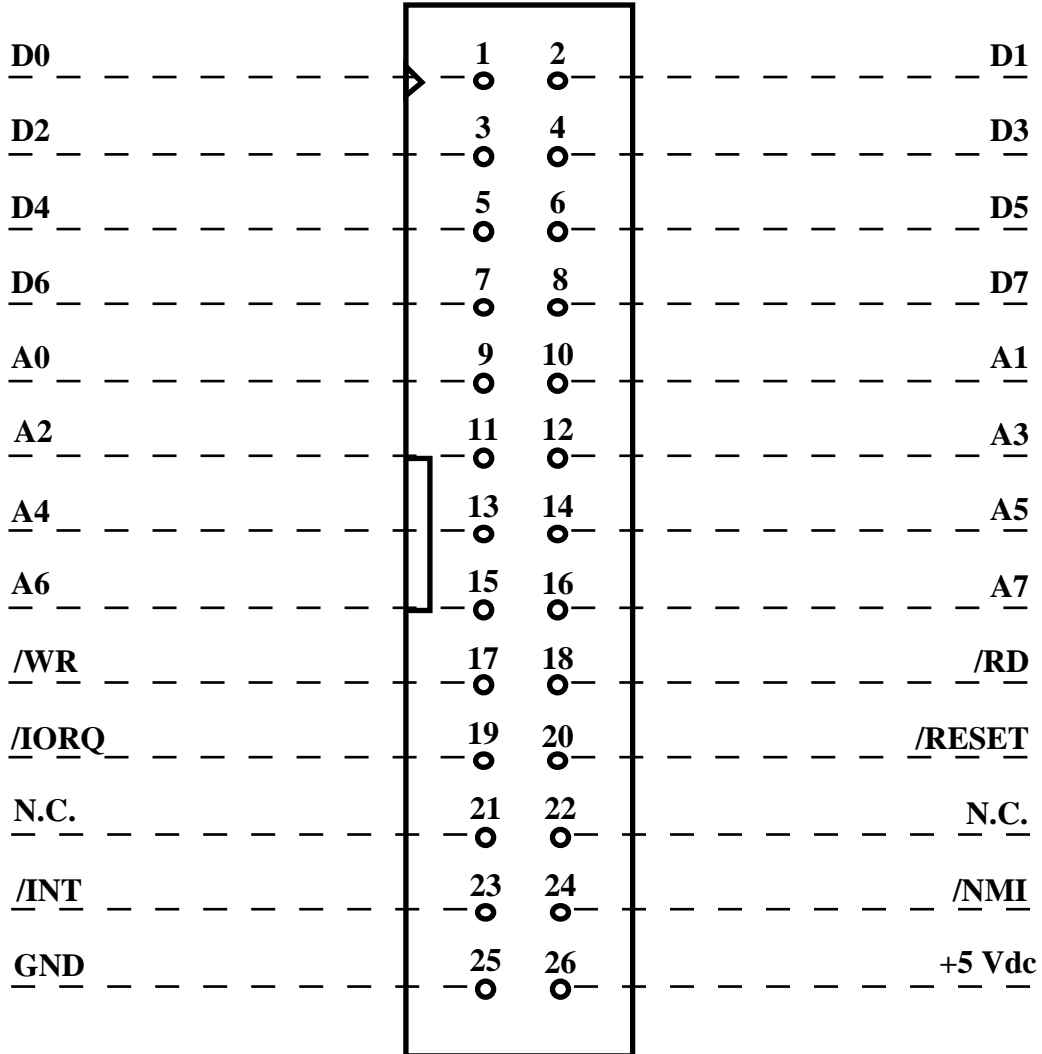 D0 1 2 D1
D2 3 4 D3
D4 5 6 D5
D6 7 8 D7
A0 9 10 A1
A2 11 12 A3
A4 13 14 A5
A6 15 16 A7
/WR 17 18 /RD
/IORQ 19 20 /RESET
N.C. 21 22 N.C.
/INT 23 24 /NMI
GND 25 26 +5 Vdc